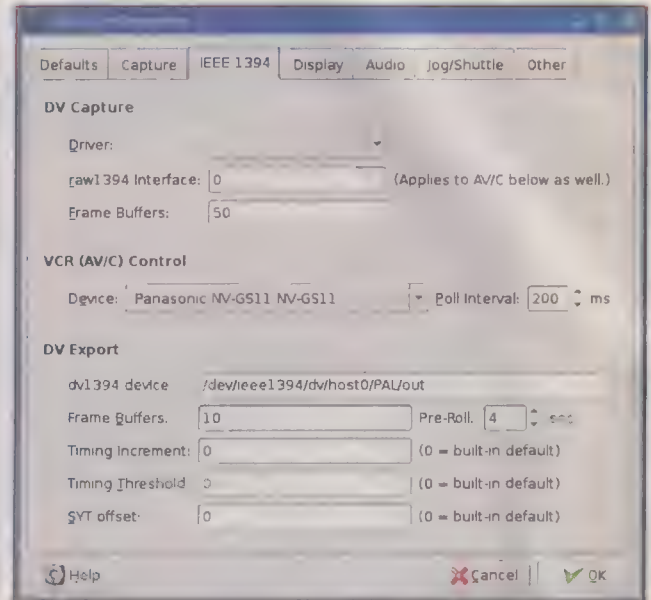 Defaults Capture IEEE 1394 Display Audio Jog/Shuttle Other
DV Capture
Driver:
raw1394 Interface: 0 (Applies to AV/C below as well.)
Frame Buffers: 50
VCR (AV/C) Control
Device: Panasonic NV-GS11 NV-GS11 Poll Interval: 200 ms
DV Export
dv1394 device /dev/ieee1394/dv/host0/PAL/out
Frame Buffers. 10 Pre-Roll. 4 sec
Timing Increment: 0 (0 = built-in default)
Timing Threshold 0 (0 = built-in default)
SYT offset: 0 (0 = built-in default)
Help Cancel OK